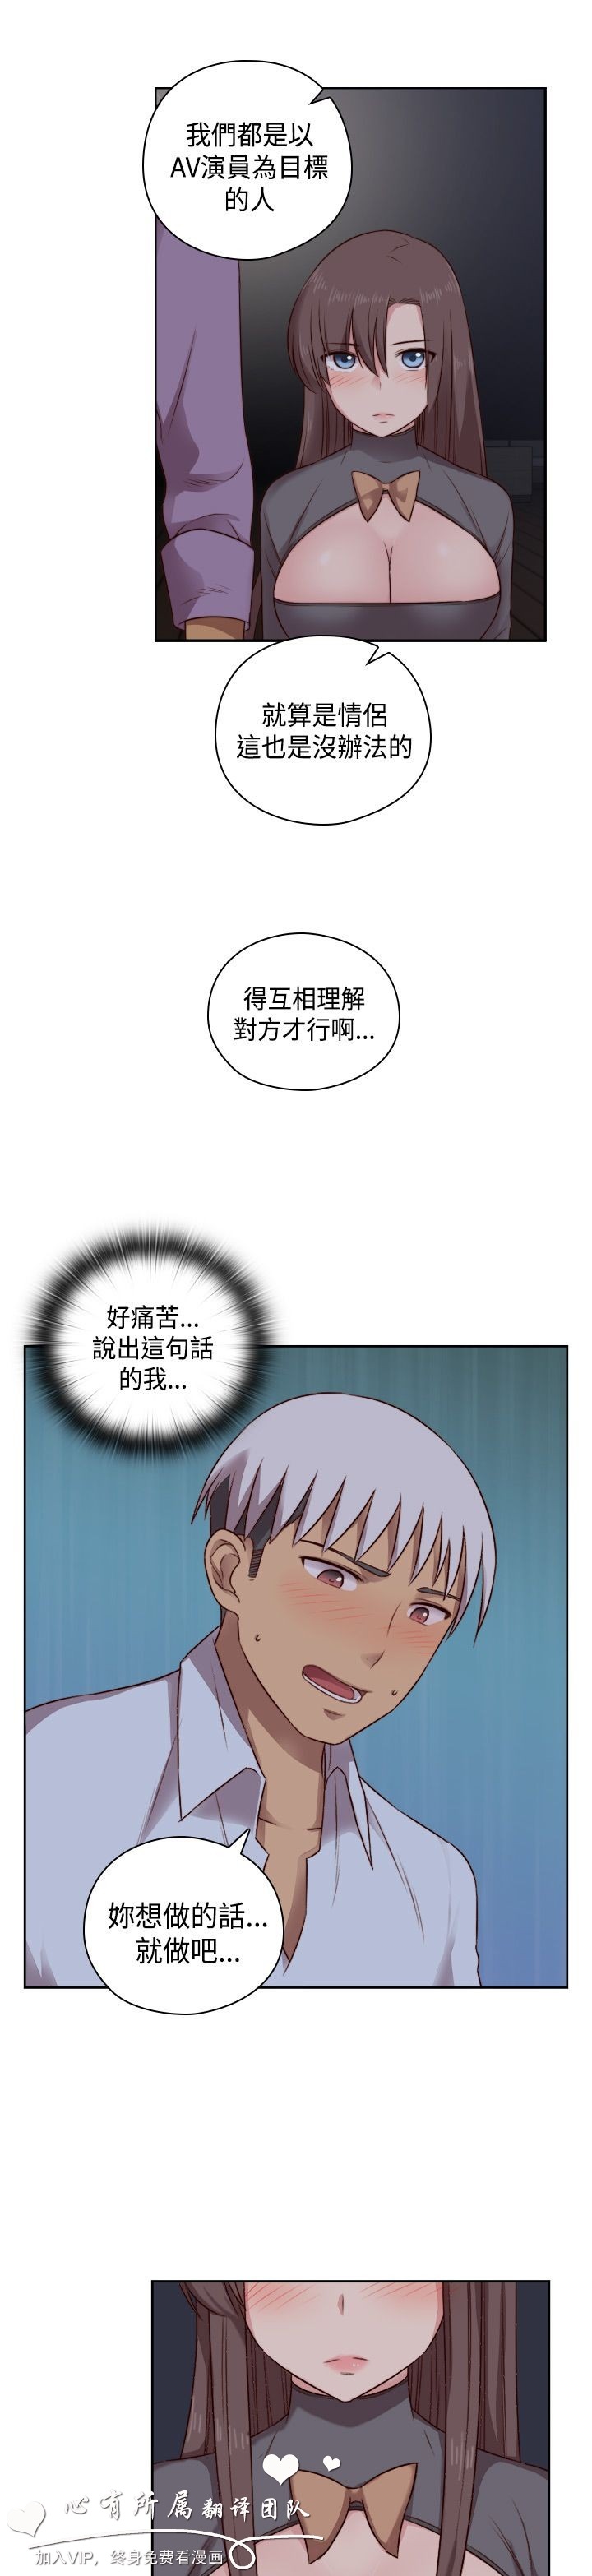 我們都是以
AV演員為目標
的人
就算是情侶
這也是沒辦法的
得互相理解
對方才行啊...
好痛苦...
說出這句話
的我...
妳想做的話...
就做吧...
心有所属翻译团队
加入VIP，终身免费看漫画